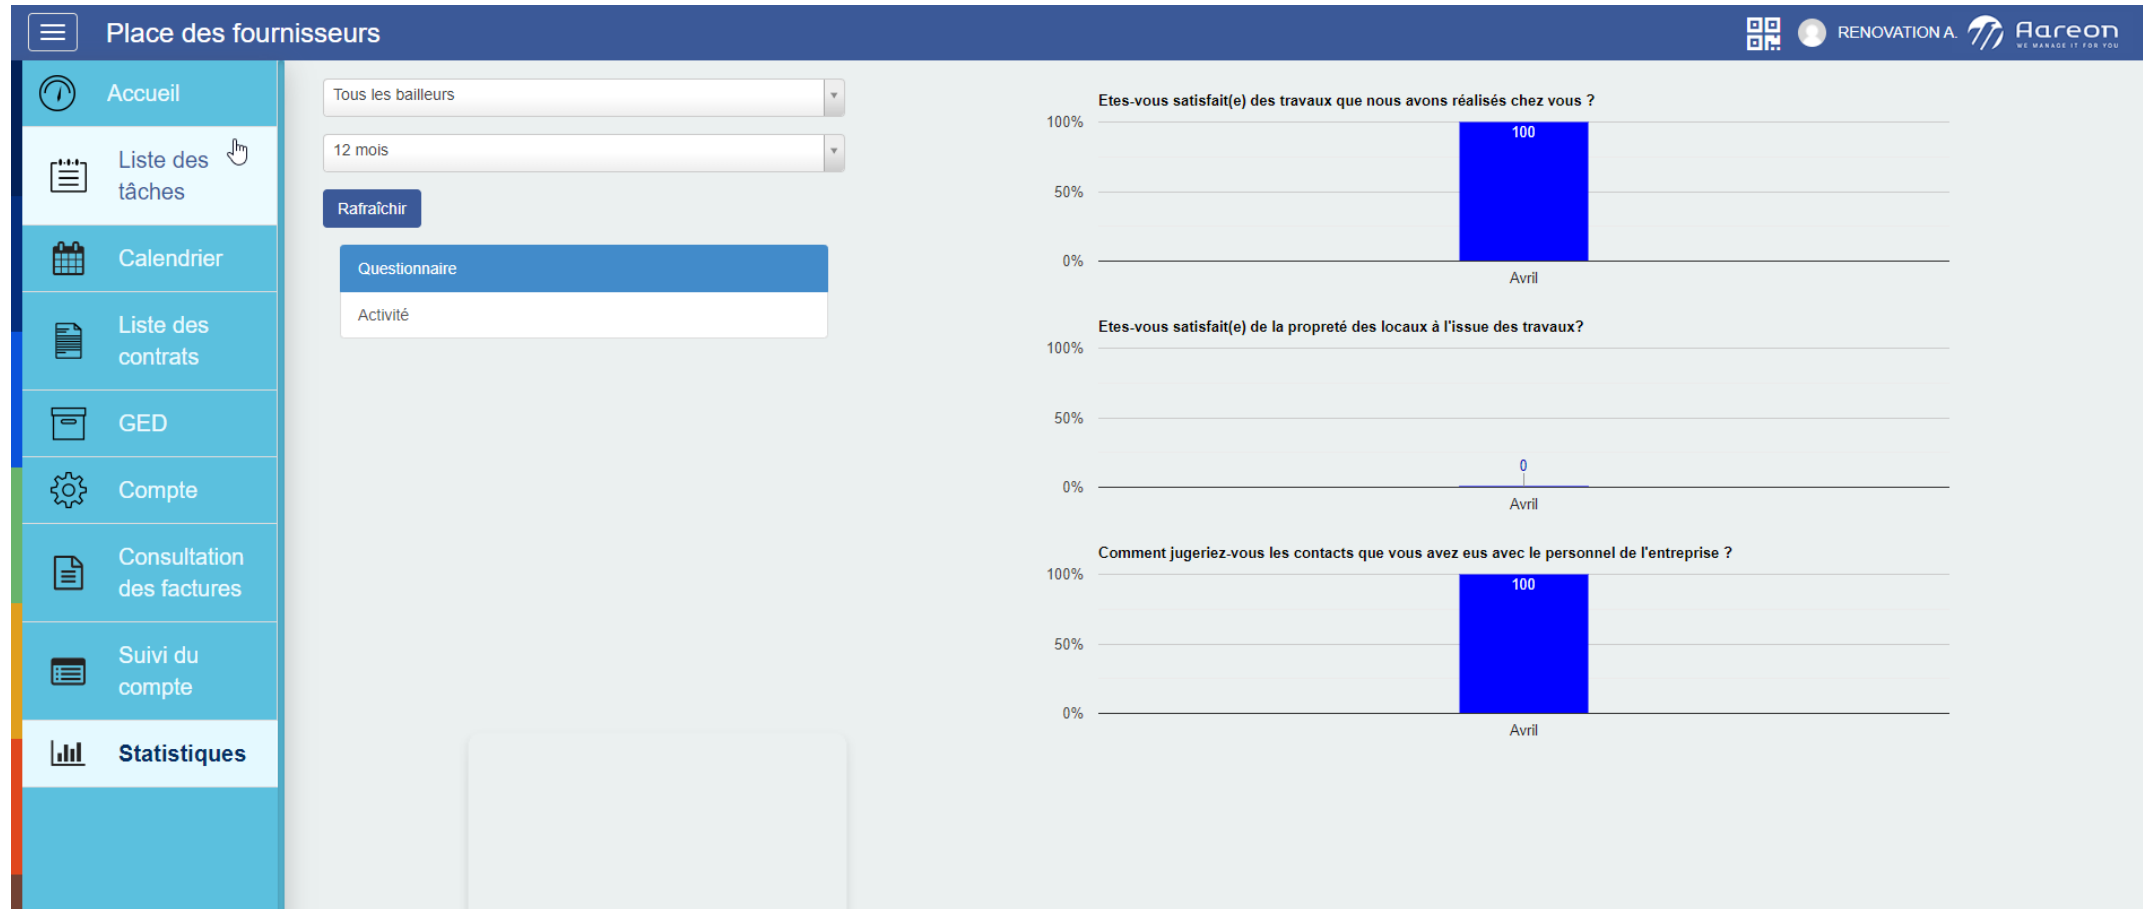 Place des fournisseurs
RENOVATION A.
Aareon
WE MANAGE IT FOR YOU
Accueil
Liste des
tâches
Calendrier
Liste des
contrats
GED
Compte
Consultation
des factures
Suivi du
compte
Statistiques
Tous les bailleurs
12 mois
Rafraîchir
Questionnaire
Activité
Etes-vous satisfait(e) des travaux que nous avons réalisés chez vous ?
100%
100
50%
0%
Avril
Etes-vous satisfait(e) de la propreté des locaux à l'issue des travaux?
100%
50%
0
0%
Avril
Comment jugeriez-vous les contacts que vous avez eus avec le personnel de l'entreprise ?
100%
100
50%
0%
Avril